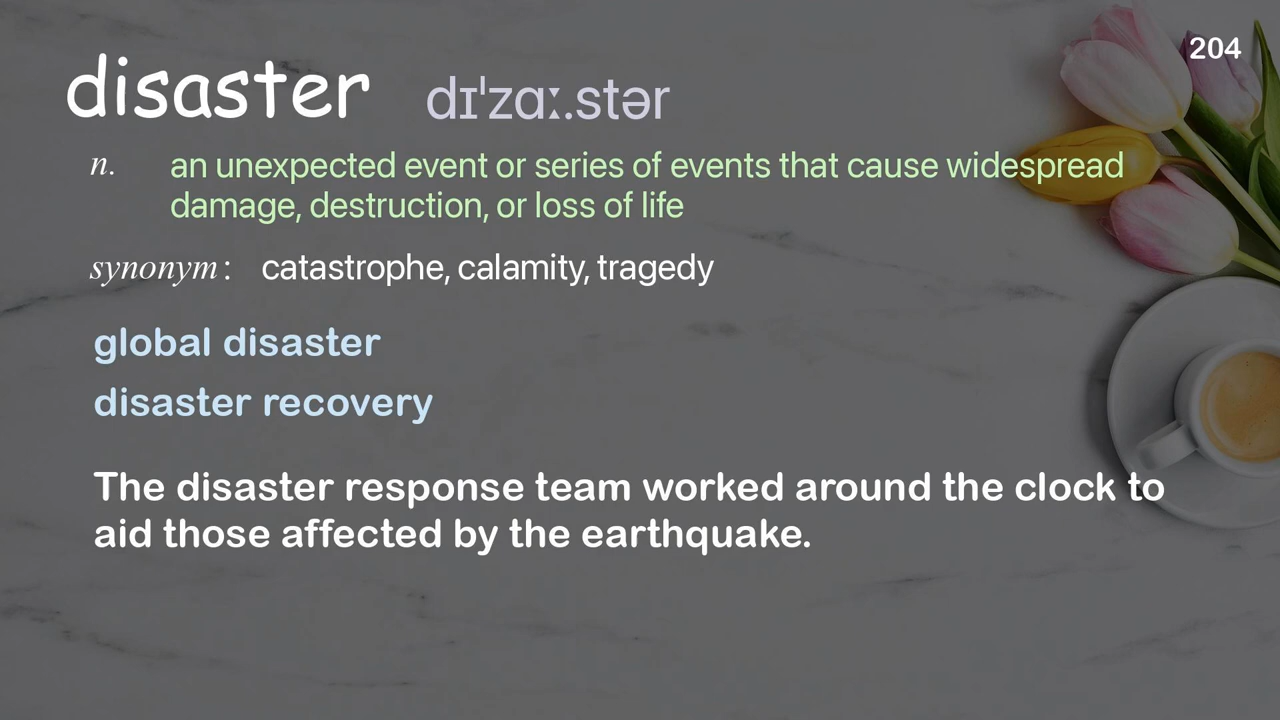 204
disaster dɪˈzɑː.stər
n. an unexpected event or series of events that cause widespread
damage, destruction, or loss of life
synonym : catastrophe, calamity, tragedy
global disaster
disaster recovery
The disaster response team worked around the clock to
aid those affected by the earthquake.